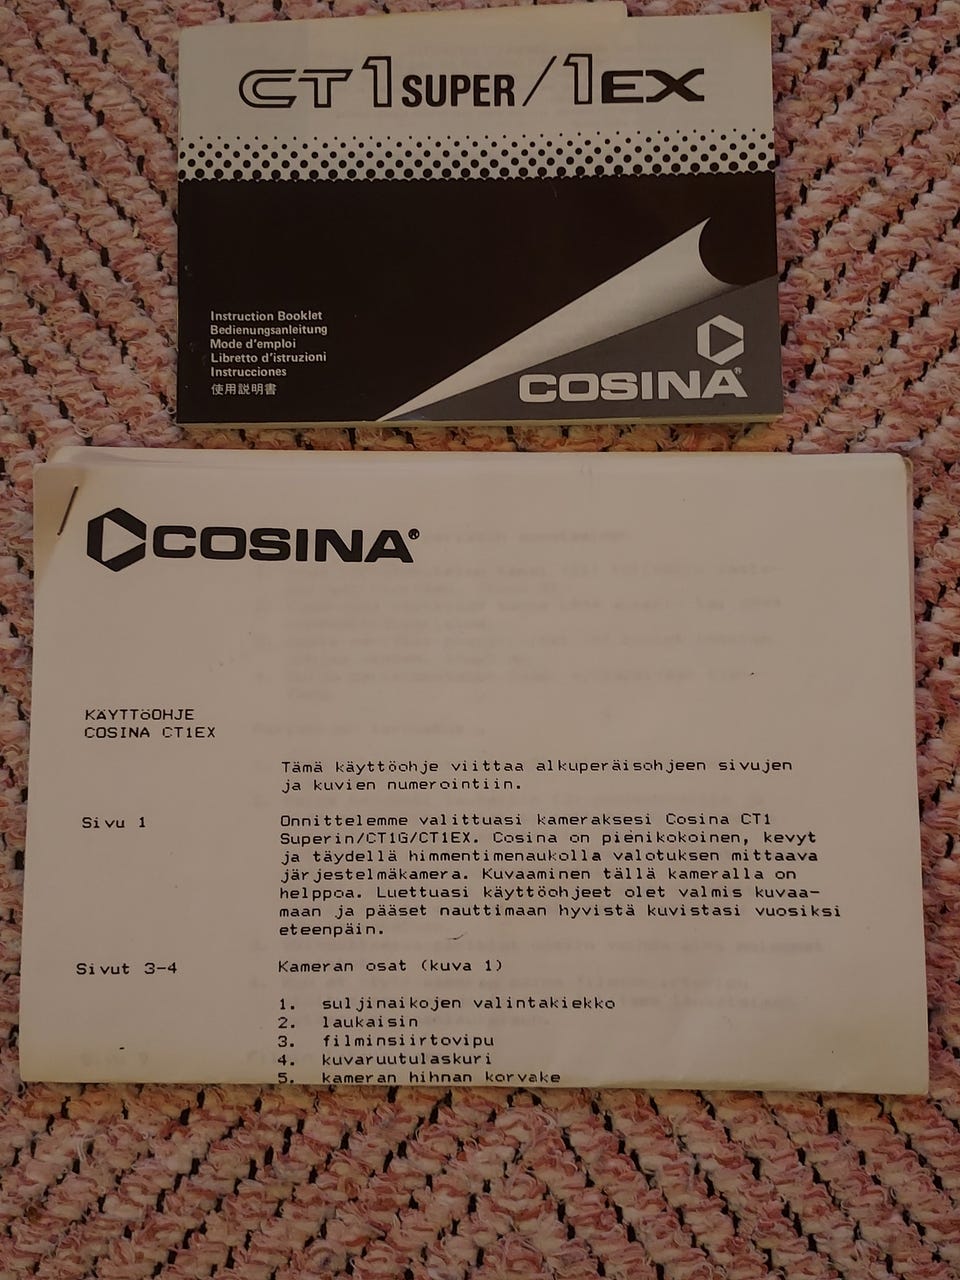 CT1 SUPER/1EX
Instruction Booklet
Bedienungsanleitung
Mode d'emploi
Libretto d'istruzioni
Instrucciones
使用説明書
COSINA®
COSINA®
KÄYTTöOHJE
COSINA CT1EX
Tämä käyttöohje viittaa alkuperäisohjeen sivujen
ja kuvien numerointiin.
Sivu 1
Onnittelemme valittuasi kameraksesi Cosina CT1
Superin/CT1G/CT1EX. Cosina on pienikokoinen, kevyt
ja täydellä himmentimenaukolla valotuksen mittaava
järjestelmäkamera. Kuvaaminen tällä kameralla on
helppoa. Luettuasi käyttöohjeet olet valmis kuvaa-
maan ja pääset nauttimaan hyvistä kuvistasi vuosiksi
eteenpäin.
Sivut 3-4
Kameran osat (kuva 1)
1. suljinaikojen valintakiekko
2. laukaisin
3. filminsiirtovipu
4. kuvaruutulaskuri
5. kameran hihnan korvake